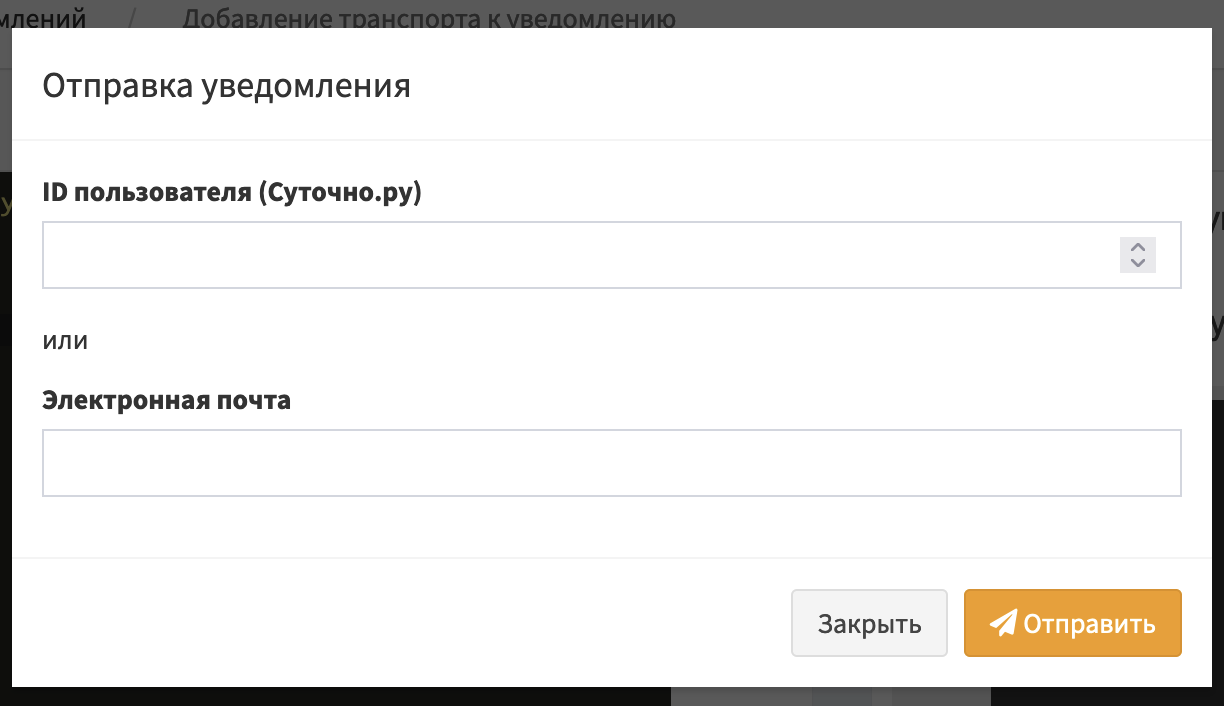 млений / Добавление транспорта к уведомлению
Отправка уведомления
ID пользователя (Суточно.ру)
или
Электронная почта
Закрыть
Отправить